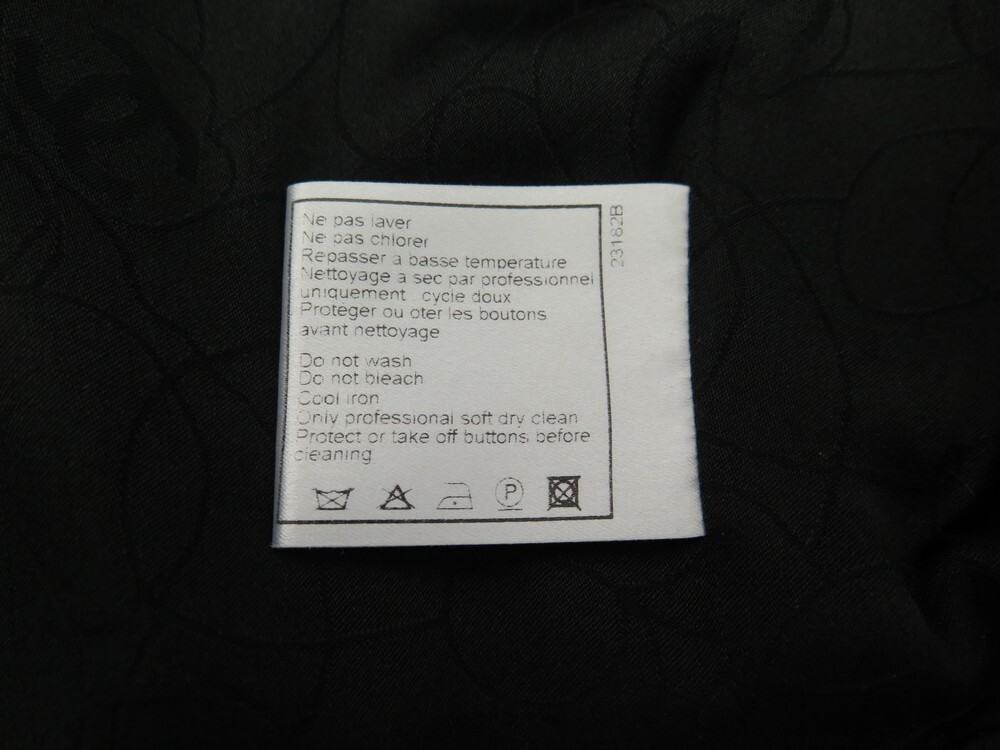 Ne pas laver
Ne pas chlorer
Repasser a basse temperature
Nettoyage à sec par professionnel
uniquement . cycle doux
Protéger ou oter les boutons
avant nettoyage
Do not wash
Do not bleach
Cool iron
Only professional soft dry clean
Protect or take off buttons before
cleaning
P
23182B